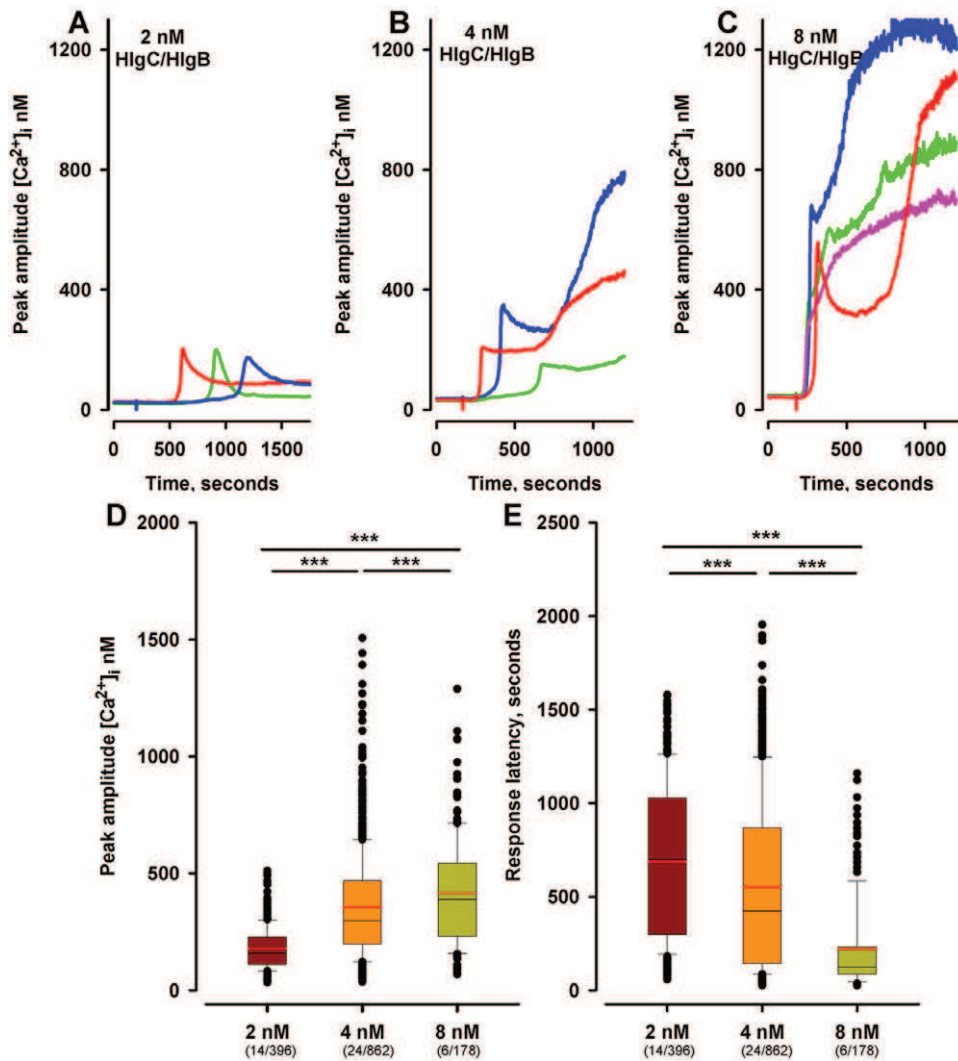 A
2 nM
HlgC/HlgB
Peak amplitude [Ca²⁺]ᵢ nM
1200
800
400
0
0
500
1000
1500
Time, seconds
B
4 nM
HlgC/HlgB
Peak amplitude [Ca²⁺]ᵢ nM
1200
800
400
0
0
500
1000
Time, seconds
C
8 nM
HlgC/HlgB
Peak amplitude [Ca²⁺]ᵢ nM
1200
800
400
0
0
500
1000
Time, seconds
D
Peak amplitude [Ca²⁺]ᵢ nM
2000
1500
1000
500
0
***
***
***
2 nM
(14/396)
4 nM
(24/862)
8 nM
(6/178)
E
Response latency, seconds
2500
2000
1500
1000
500
0
***
***
***
2 nM
(14/396)
4 nM
(24/862)
8 nM
(6/178)